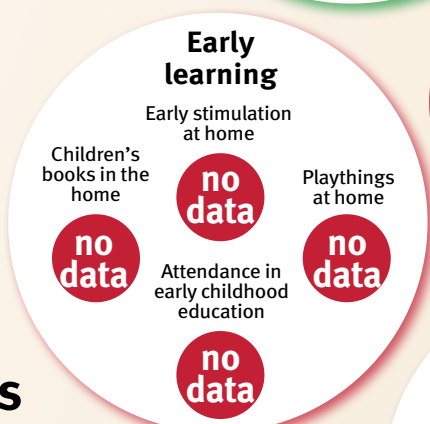 Early
learning
Early stimulation
at home
no
data
Children's
books in the
home
no
data
Playthings
at home
no
data
Attendance in
early childhood
education
no
data
s